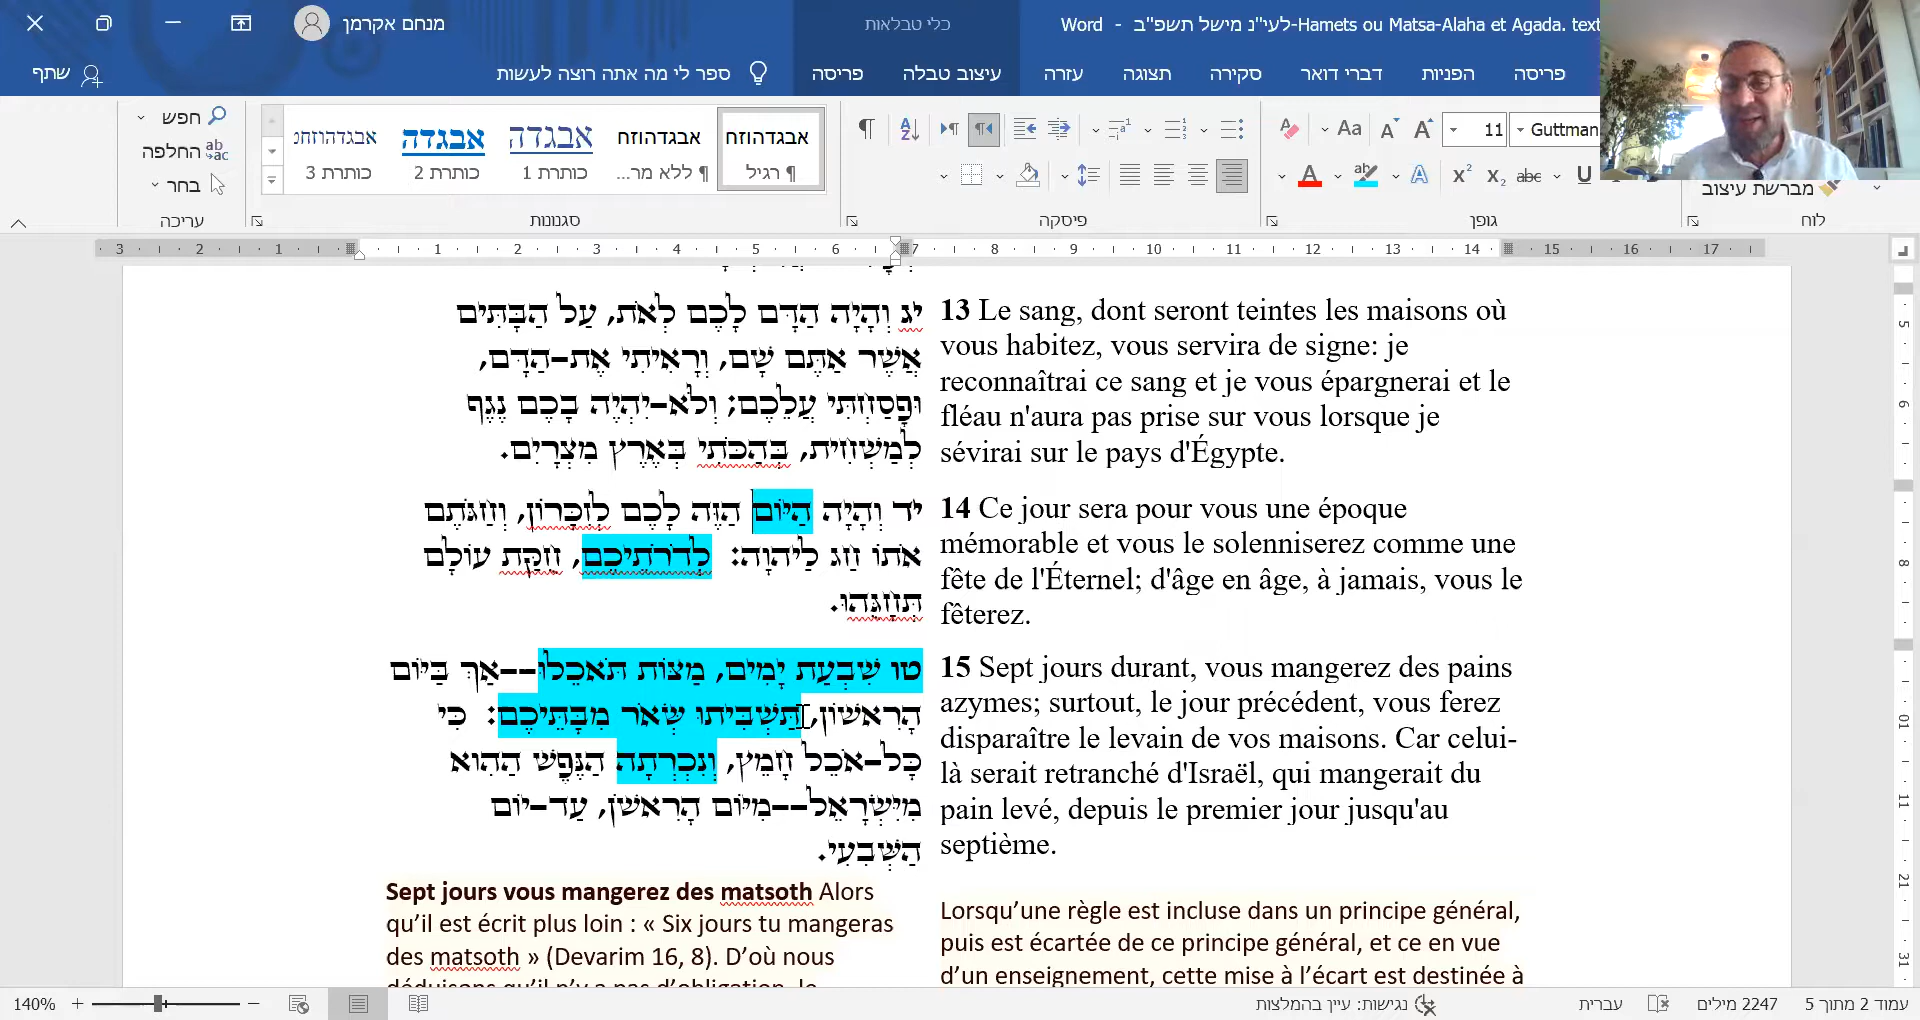 מנחם אקרמן
כלי טבלאות
לעי"נ מישל תשפ"ב-Hamets ou Matsa-Alaha et Agada. text - Word
שתף
ספר לי מה אתה רוצה לעשות
פריסה
עיצוב טבלה
עזרה
תצוגה
סקירה
דברי דואר
הפניות
פריסה
חפש
החלפה
בחר
עריכה
אבגדהוזח
רגיל
אבגדהוזח
ללא מר...
אבגדה
כותרת 1
אבגדה
כותרת 2
אבגדהוזח
כותרת 3
סגנונות
פיסקה
11
Guttman
גופן
מברשת עיצוב
לוח
יג וְהָיָה הַדָּם לָכֶם לְאֹת, עַל הַבָּתִּים
אֲשֶׁר אַתֶּם שָׁם, וְרָאִיתִי אֶת-הַדָּם,
וּפָסַחְתִּי עֲלֵכֶם; וְלֹא-יִהְיֶה בָכֶם נֶגֶף
לְמַשְׁחִית, בְּהַכֹּתִי בְּאֶרֶץ מִצְרָיִם.
13 Le sang, dont seront teintes les maisons où
vous habitez, vous servira de signe: je
reconnaîtrai ce sang et je vous épargnerai et le
fléau n'aura pas prise sur vous lorsque je
sévirai sur le pays d'Égypte.
יד וְהָיָה הַיּוֹם הַזֶּה לָכֶם לְזִכָּרוֹן, וְחַגֹּתֶם
אֹתוֹ חַג לַיהוָה: לְדֹרֹתֵיכֶם, חֻקַּת עוֹלָם
תְּחָגֻּהוּ.
14 Ce jour sera pour vous une époque
mémorable et vous le solenniserez comme une
fête de l'Éternel; d'âge en âge, à jamais, vous le
fêterez.
טו שִׁבְעַת יָמִים, מַצּוֹת תֹּאכֵלוּ--אַךְ בַּיּוֹם
הָרִאשׁוֹן, תַּשְׁבִּיתוּ שְּׂאֹר מִבָּתֵּיכֶם: כִּי
כָּל-אֹכֵל חָמֵץ, וְנִכְרְתָה הַנֶּפֶשׁ הַהִוא
מִיִּשְׂרָאֵל--מִיּוֹם הָרִאשֹׁן, עַד-יוֹם
הַשְּׁבִעִי.
15 Sept jours durant, vous mangerez des pains
azymes; surtout, le jour précédent, vous ferez
disparaître le levain de vos maisons. Car celui-
là serait retranché d'Israël, qui mangerait du
pain levé, depuis le premier jour jusqu'au
septième.
Sept jours vous mangerez des matsoth Alors
qu'il est écrit plus loin : « Six jours tu mangeras
des matsoth » (Devarim 16, 8). D'où nous
déduisons qu'il n'y a pas d'obligation, le
Lorsqu'une règle est incluse dans un principe général,
puis est écartée de ce principe général, et ce en vue
d'un enseignement, cette mise à l'écart est destinée à
עמוד 2 מתוך 5
2247 מילים
עברית
נגישות: עיין בהמלצות
140%